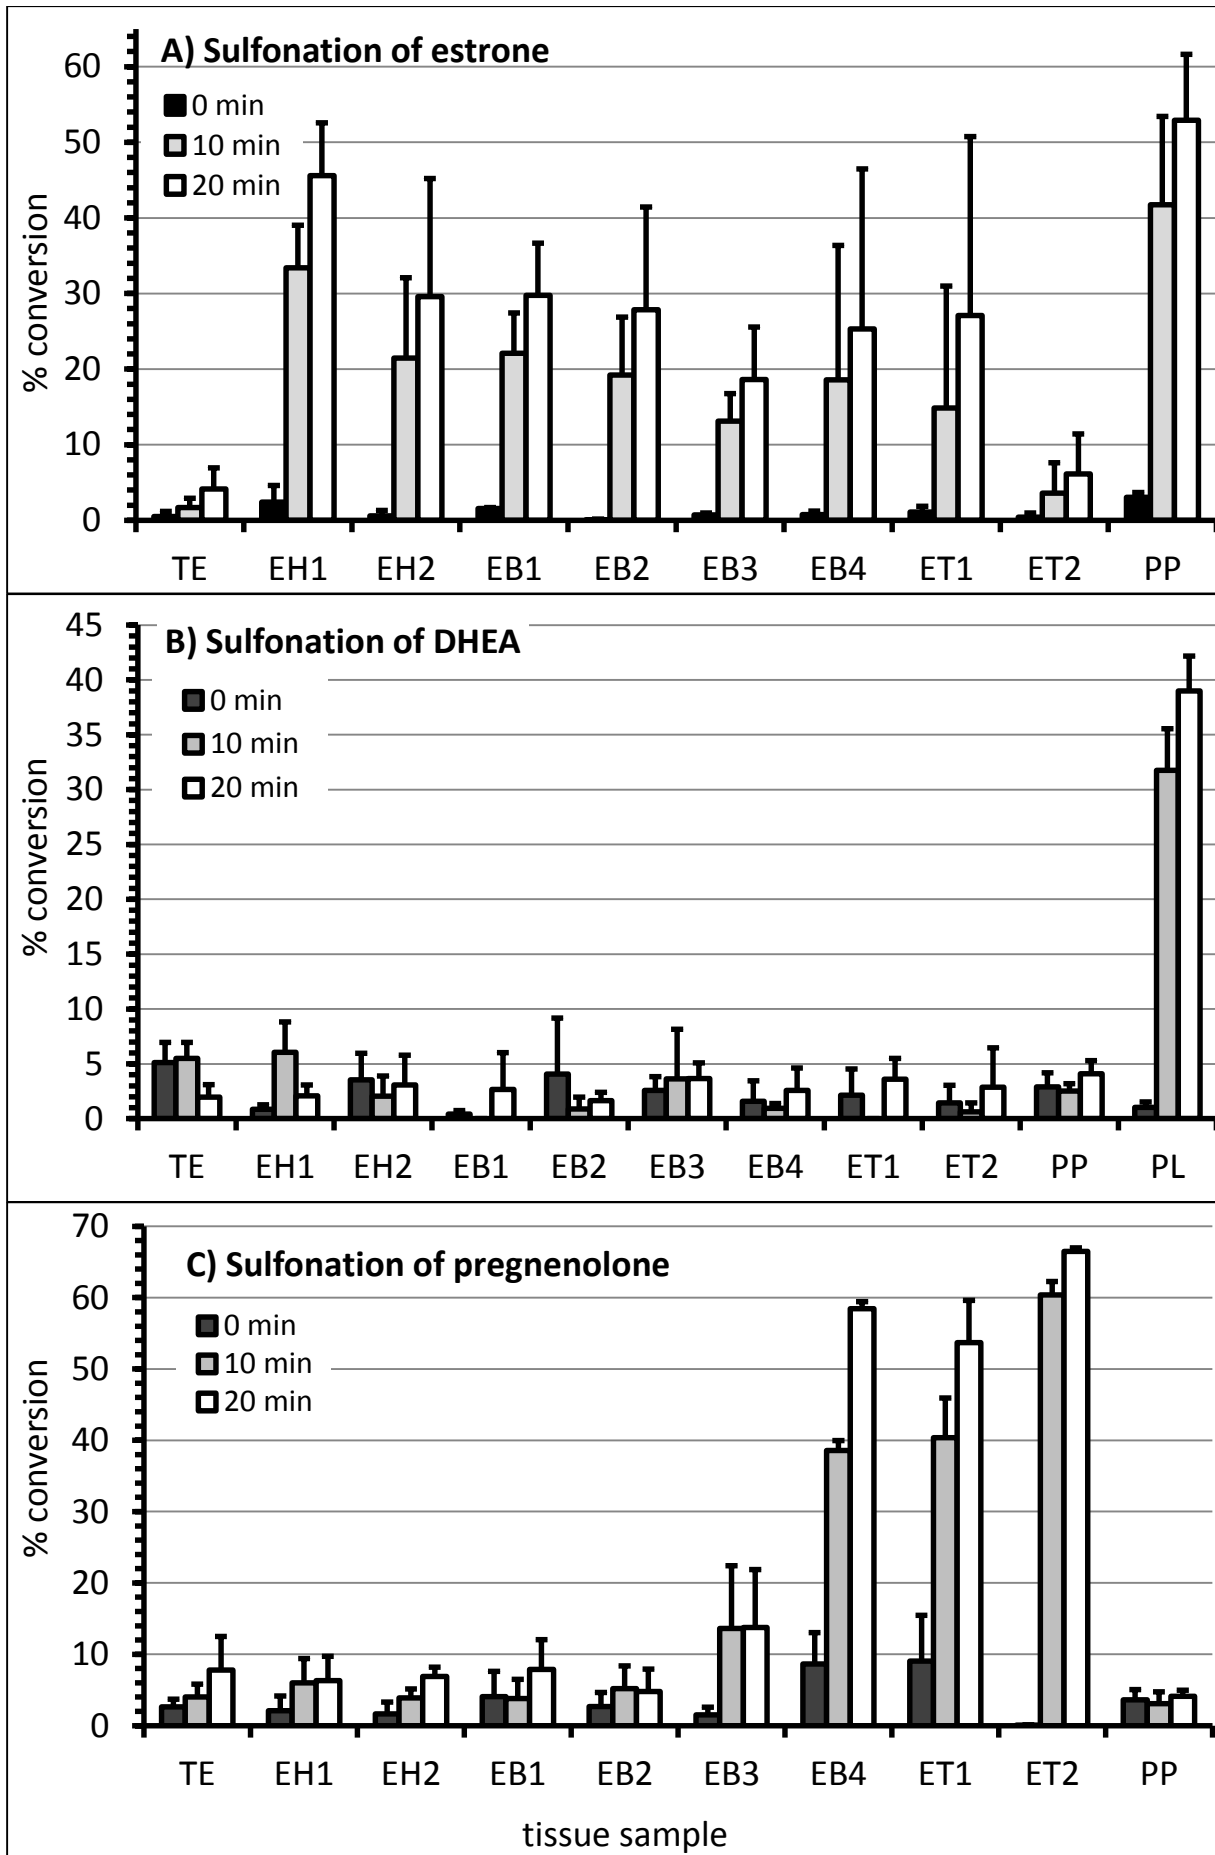 A) Sulfonation of estrone
0 min
10 min
20 min
% conversion
60
50
40
30
20
10
0
TE EH1 EH2 EB1 EB2 EB3 EB4 ET1 ET2 PP
B) Sulfonation of DHEA
0 min
10 min
20 min
% conversion
45
40
35
30
25
20
15
10
5
0
TE EH1 EH2 EB1 EB2 EB3 EB4 ET1 ET2 PP PL
C) Sulfonation of pregnenolone
0 min
10 min
20 min
% conversion
70
60
50
40
30
20
10
0
TE EH1 EH2 EB1 EB2 EB3 EB4 ET1 ET2 PP
tissue sample